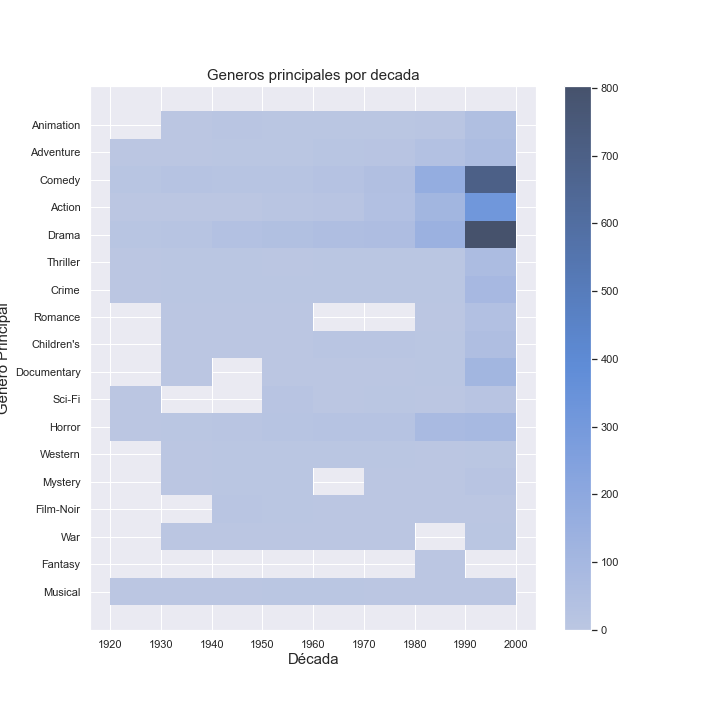 Generos principales por decada
Animation
Adventure
Comedy
Action
Drama
Thriller
Crime
Romance
Children's
Documentary
Sci-Fi
Horror
Western
Mystery
Film-Noir
War
Fantasy
Musical
Genero Principal
1920 1930 1940 1950 1960 1970 1980 1990 2000
Década
800
700
600
500
400
300
200
100
0